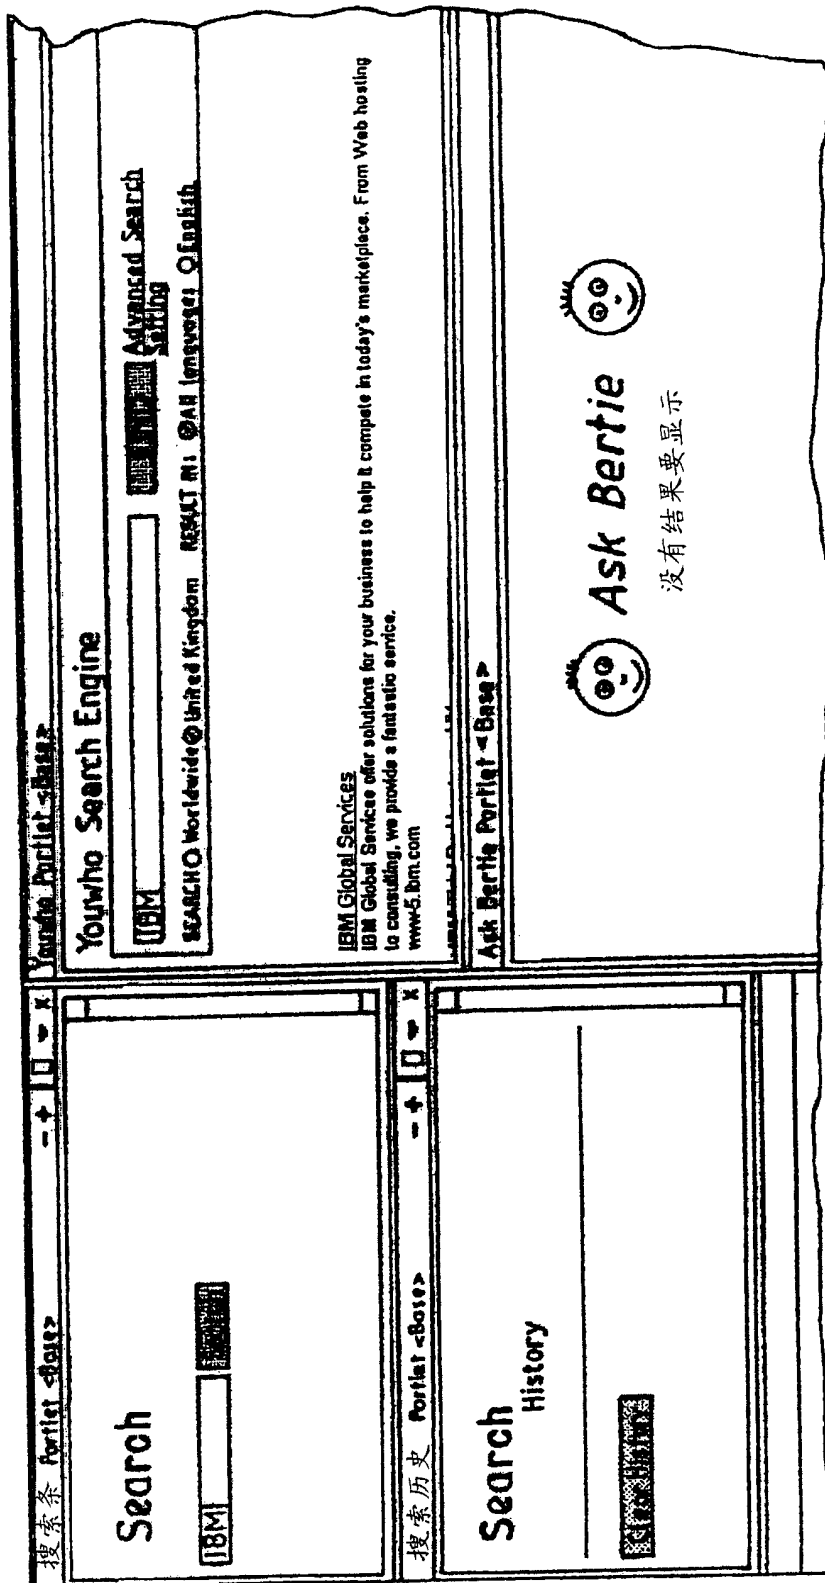 搜索条 Portlet <Base>
Search
IBM
搜索历史 Portlet <Base>
Search
History
Clear History
Youwho Portlet <Base>
Youwho Search Engine
IBM
Advanced Search
Setting
SEARCH Worldwide United Kingdom RESULT IN: All languages English
IBM Global Services
IBM Global Services offer solutions for your business to help it compete in today's marketplace. From Web hosting
to consulting, we provide a fantastic service.
www-5.ibm.com
Ask Bertie Portlet <Base>
Ask Bertie
没有结果要显示